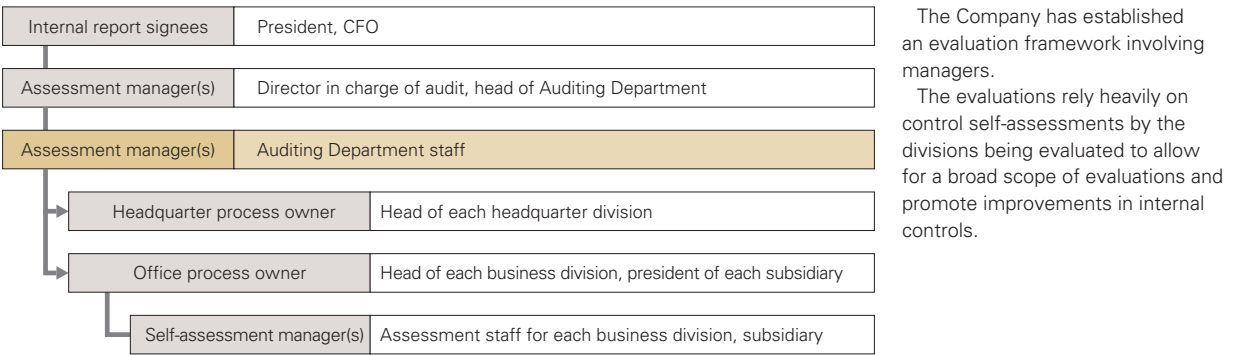 Internal report signees President, CFO
Assessment manager(s) Director in charge of audit, head of Auditing Department
Assessment manager(s) Auditing Department staff
Headquarter process owner Head of each headquarter division
Office process owner Head of each business division, president of each subsidiary
Self-assessment manager(s) Assessment staff for each business division, subsidiary
The Company has established
an evaluation framework involving
managers.
The evaluations rely heavily on
control self-assessments by the
divisions being evaluated to allow
for a broad scope of evaluations and
promote improvements in internal
controls.